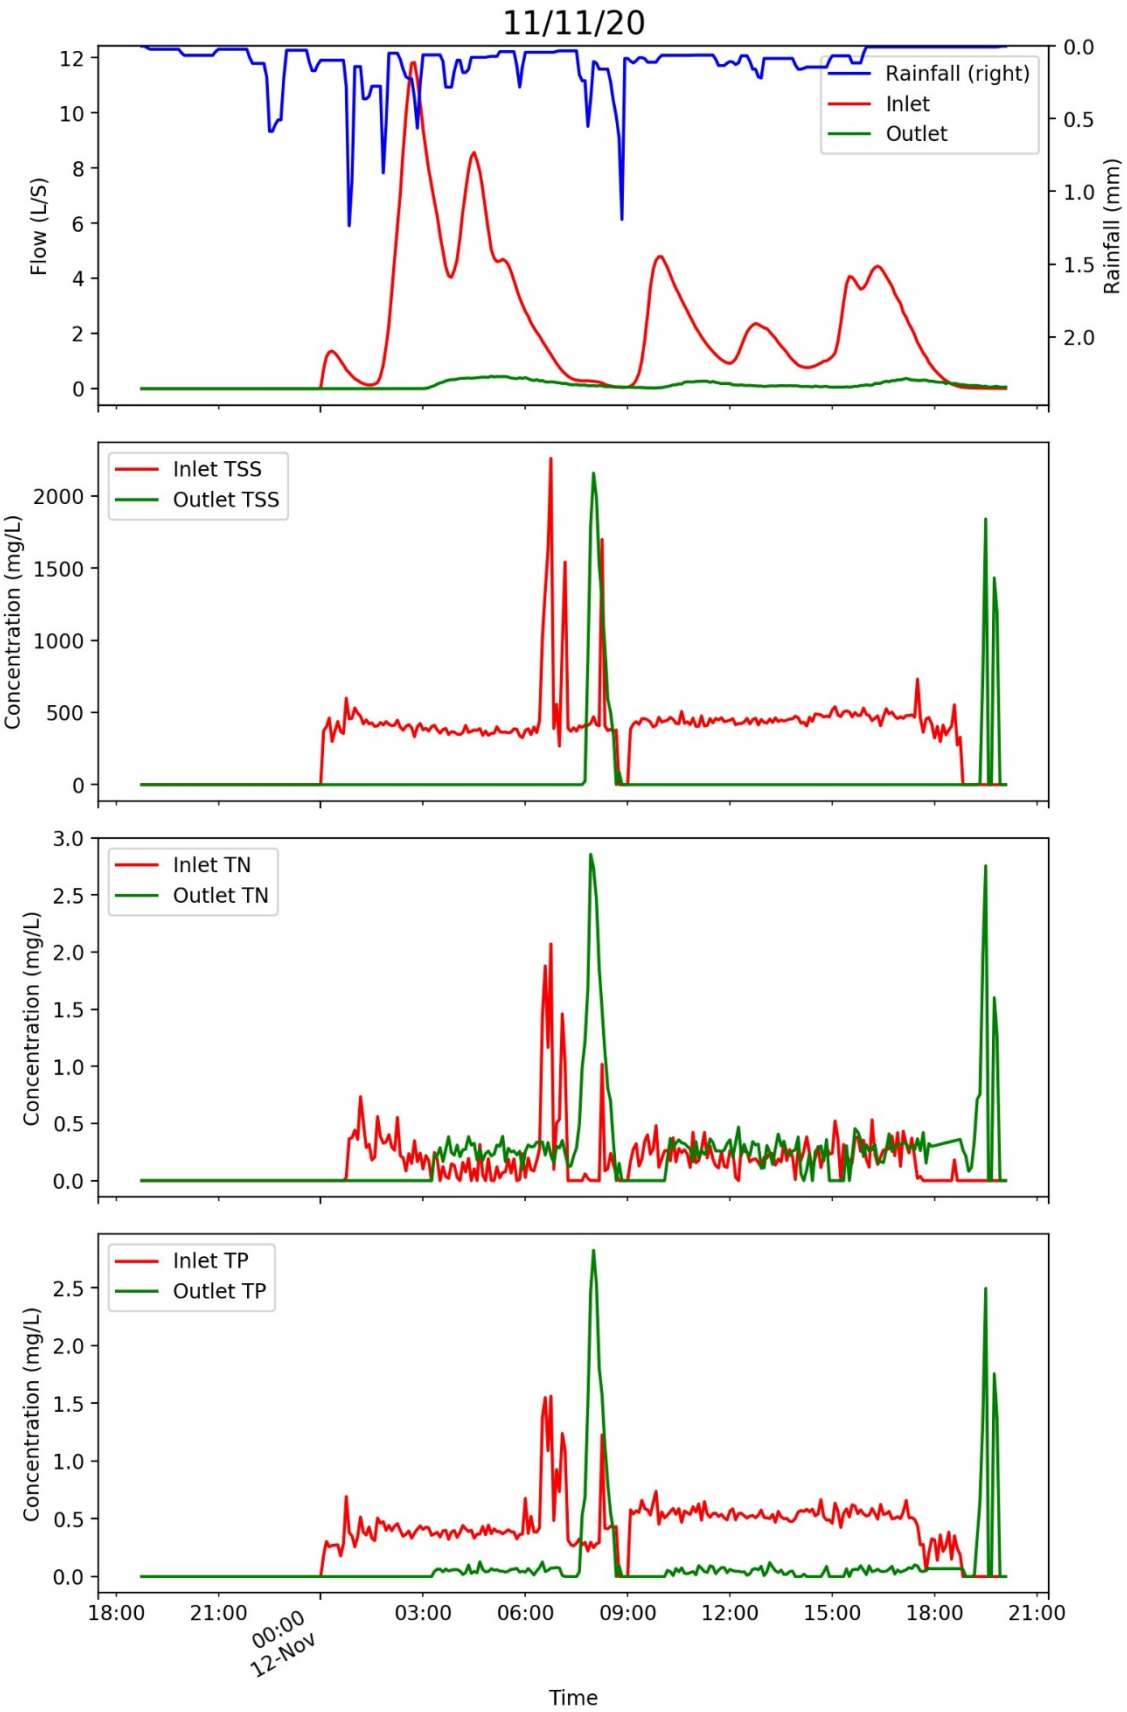 11/11/20
12
10
8
6
4
2
0
Flow (L/S)
0.0
0.5
1.0
1.5
2.0
Rainfall (mm)
Rainfall (right)
Inlet
Outlet
2000
1500
1000
500
0
Concentration (mg/L)
Inlet TSS
Outlet TSS
3.0
2.5
2.0
1.5
1.0
0.5
0.0
Concentration (mg/L)
Inlet TN
Outlet TN
2.5
2.0
1.5
1.0
0.5
0.0
Concentration (mg/L)
Inlet TP
Outlet TP
18:00 21:00 00:00 03:00 06:00 09:00 12:00 15:00 18:00 21:00
12-Nov
Time